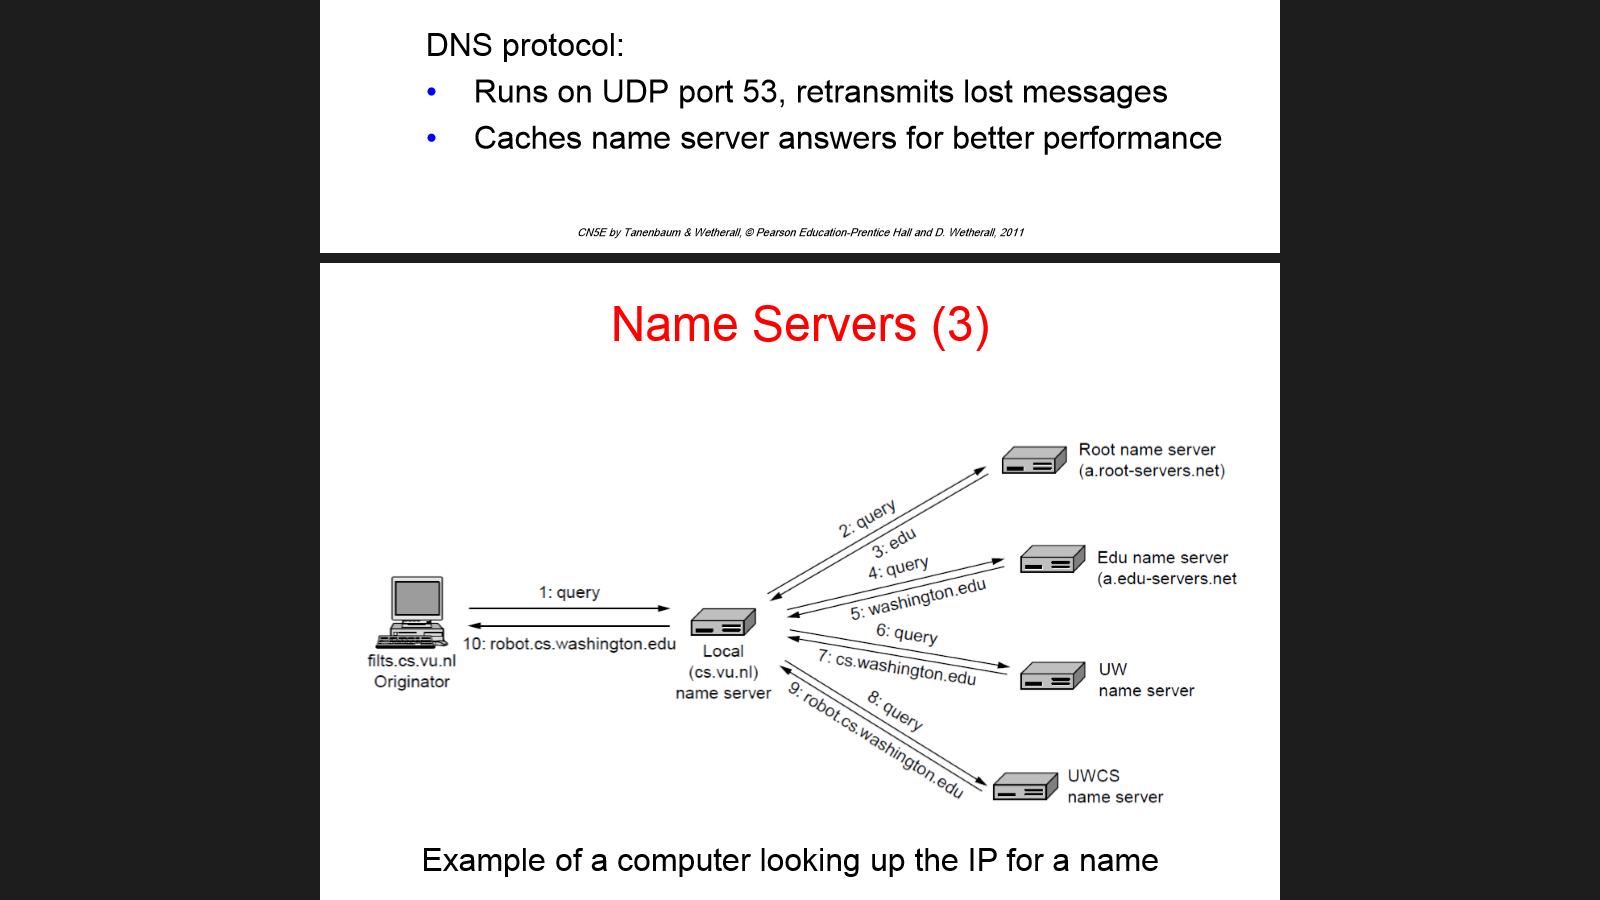 DNS protocol:
• Runs on UDP port 53, retransmits lost messages
• Caches name server answers for better performance
CN5E by Tanenbaum & Wetherall, © Pearson Education-Prentice Hall and D. Wetherall, 2011
Name Servers (3)
Root name server
(a.root-servers.net)
2: query
3: edu
Edu name server
(a.edu-servers.net
4: query
5: washington.edu
1: query
10: robot.cs.washington.edu
filts.cs.vu.nl
Originator
Local
(cs.vu.nl)
name server
6: query
7: cs.washington.edu
UW
name server
8: query
9: robot.cs.washington.edu
UWCS
name server
Example of a computer looking up the IP for a name